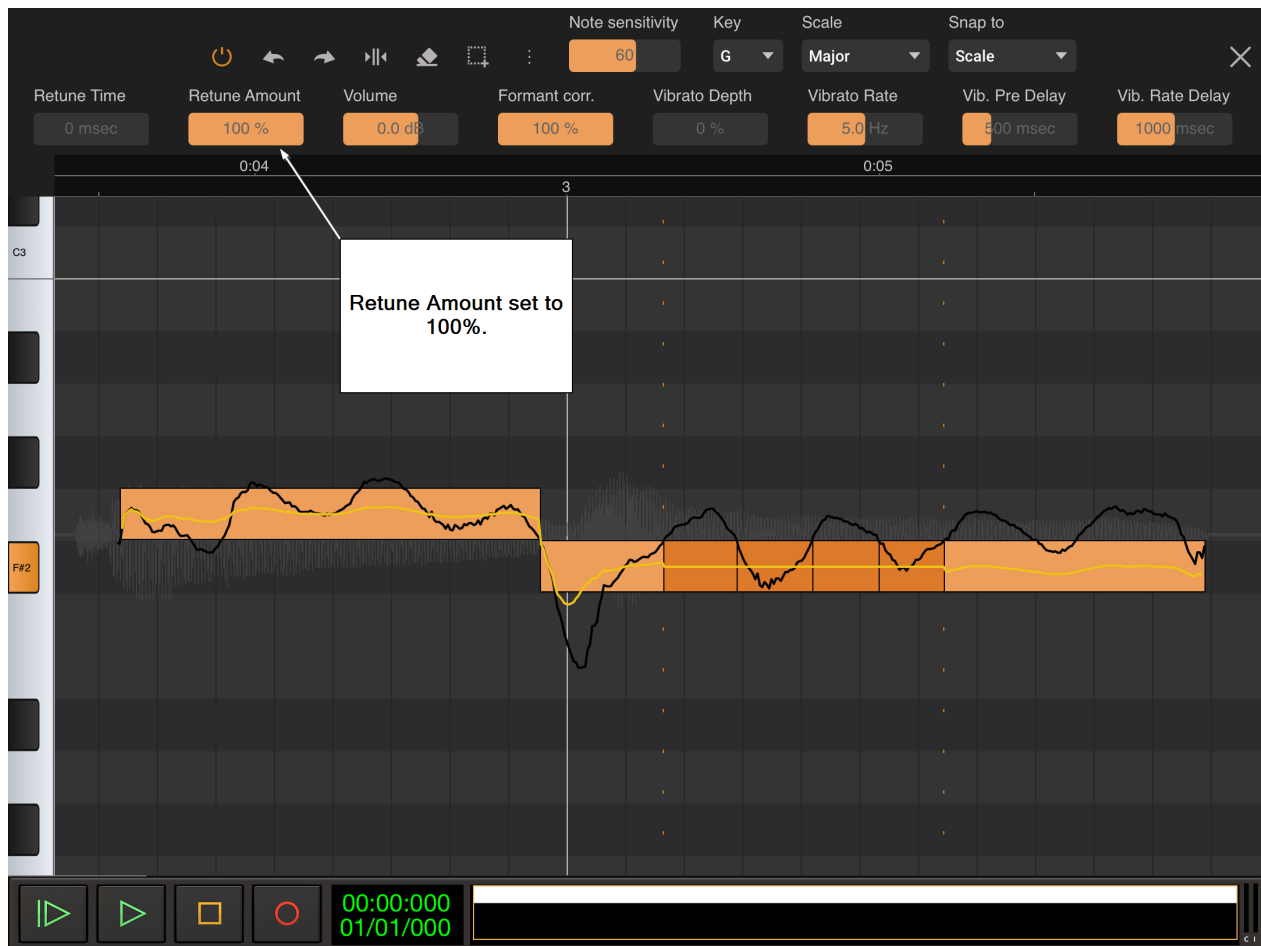 Note sensitivity Key Scale Snap to
60 G Major Scale
Retune Time Retune Amount Volume Formant corr. Vibrato Depth Vibrato Rate Vib. Pre Delay Vib. Rate Delay
0 msec 100 % 0.0 dB 100 % 0 % 5.0 Hz 500 msec 1000 msec
0:04 0:05
3
C3
Retune Amount set to
100%.
F#2
00:00:000
01/01/000
C I